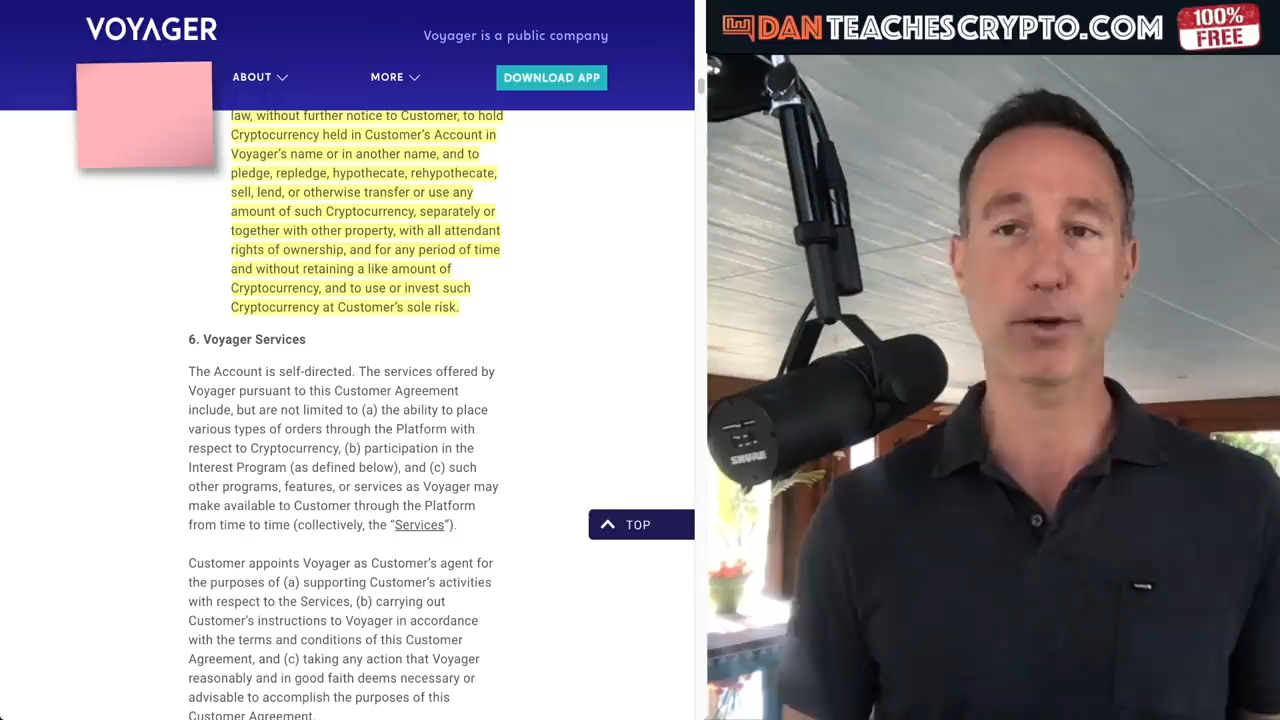 VOYAGER
Voyager is a public company
ABOUT
MORE
DOWNLOAD APP
law, without further notice to Customer, to hold
Cryptocurrency held in Customer's Account in
Voyager's name or in another name, and to
pledge, repledge, hypothecate, rehypothecate,
sell, lend, or otherwise transfer or use any
amount of such Cryptocurrency, separately or
together with other property, with all attendant
rights of ownership, and for any period of time
and without retaining a like amount of
Cryptocurrency, and to use or invest such
Cryptocurrency at Customer's sole risk.
6. Voyager Services
The Account is self-directed. The services offered by
Voyager pursuant to this Customer Agreement
include, but are not limited to (a) the ability to place
various types of orders through the Platform with
respect to Cryptocurrency, (b) participation in the
Interest Program (as defined below), and (c) such
other programs, features, or services as Voyager may
make available to Customer through the Platform
from time to time (collectively, the “Services”).
TOP
Customer appoints Voyager as Customer's agent for
the purposes of (a) supporting Customer's activities
with respect to the Services, (b) carrying out
Customer's instructions to Voyager in accordance
with the terms and conditions of this Customer
Agreement, and (c) taking any action that Voyager
reasonably and in good faith deems necessary or
advisable to accomplish the purposes of this
Customer Agreement.
DANTEACHESCRYPTO.COM
100%
FREE
SHURE